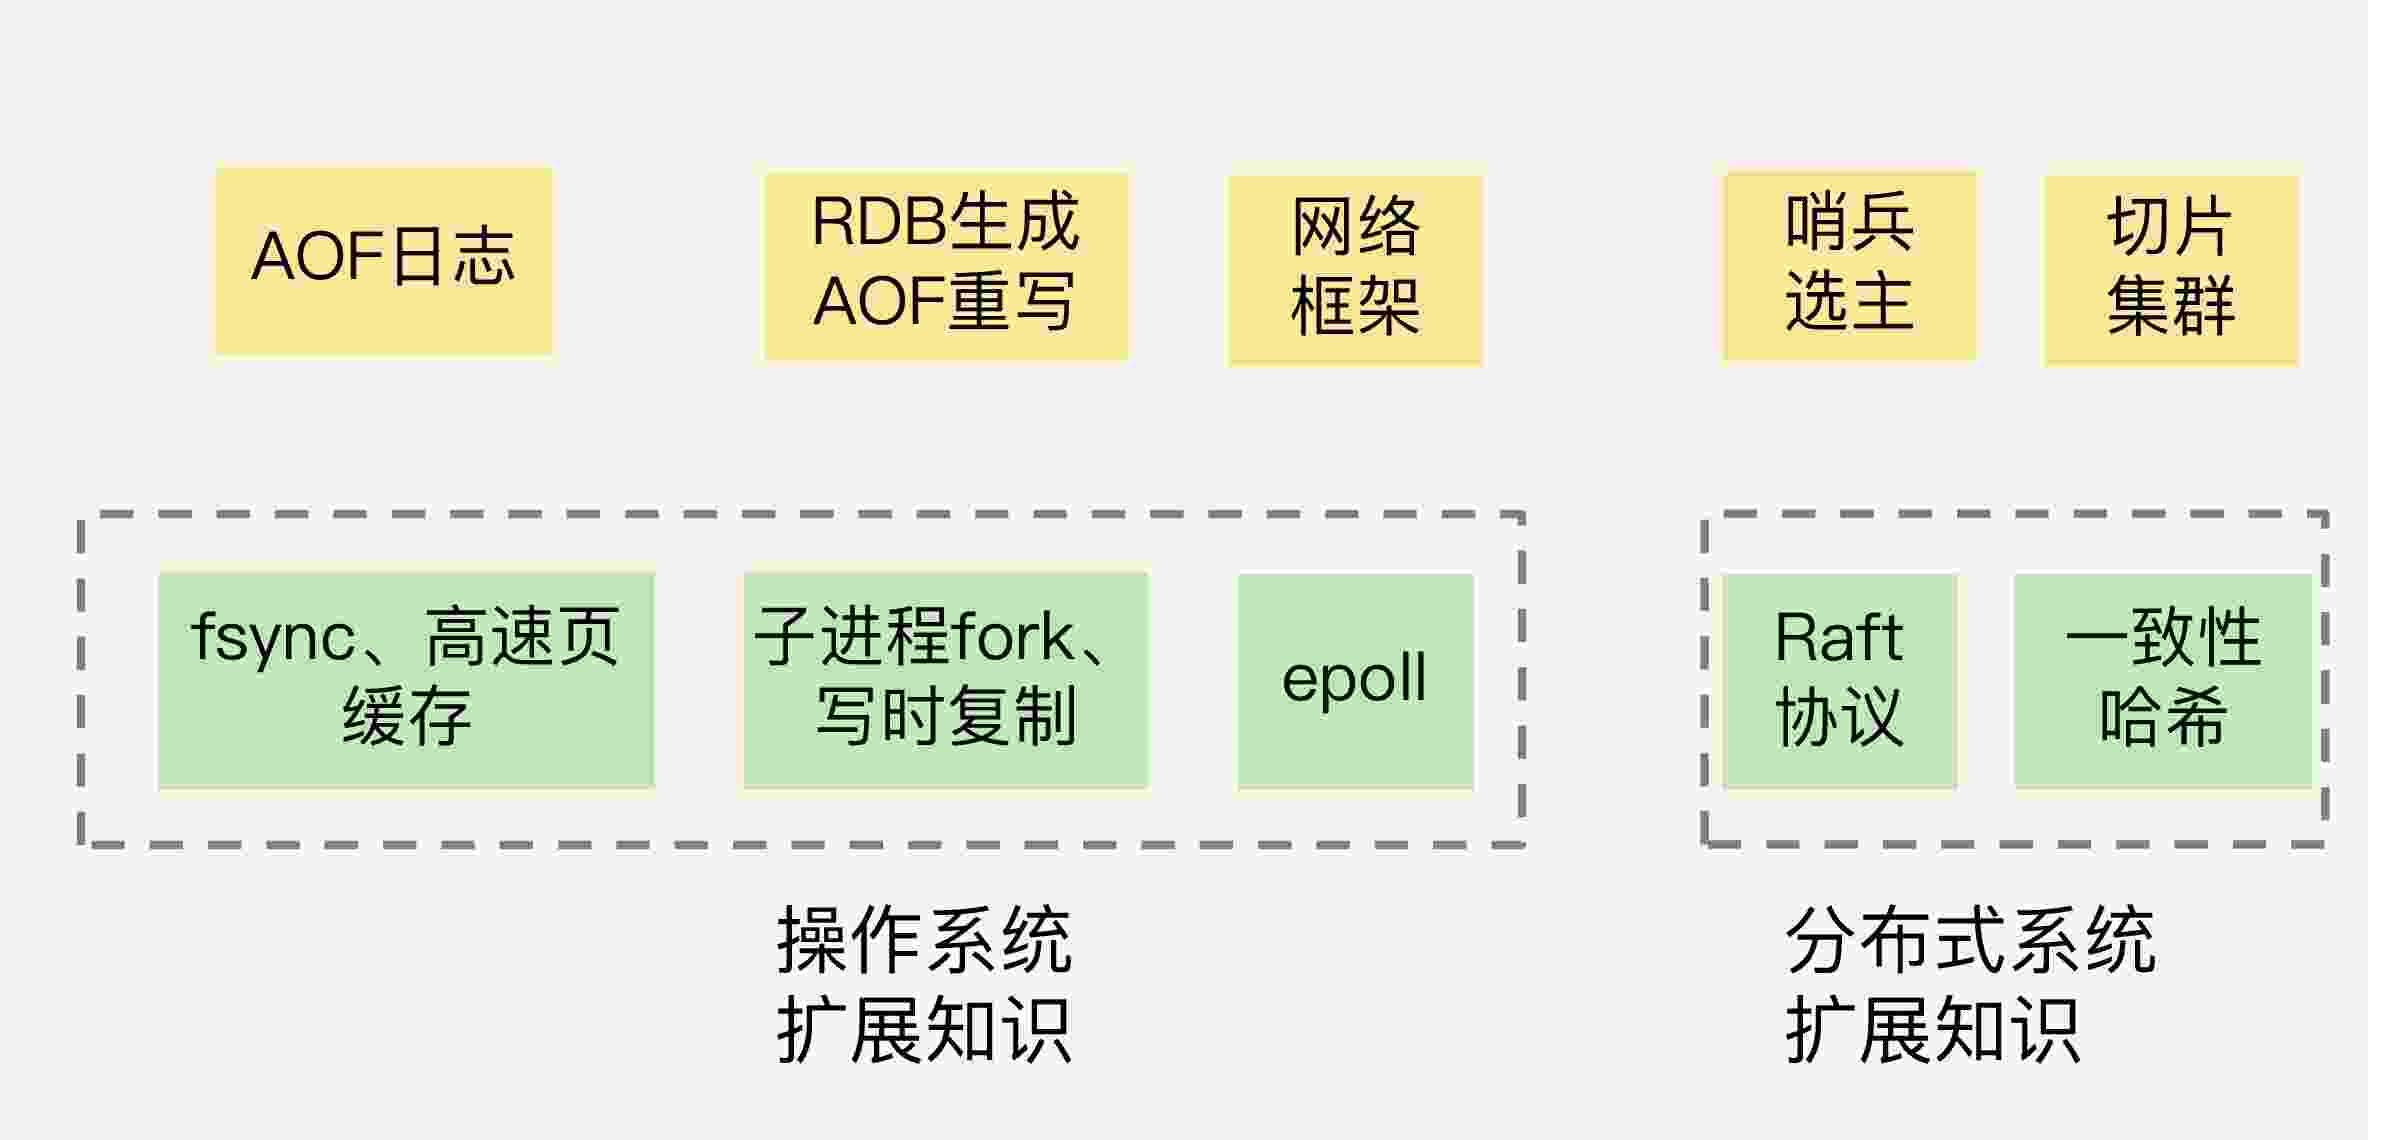 AOF日志
RDB生成
AOF重写
网络
框架
哨兵
选主
切片
集群
fsync、高速页
缓存
子进程fork、
写时复制
epoll
Raft
协议
一致性
哈希
操作系统
扩展知识
分布式系统
扩展知识